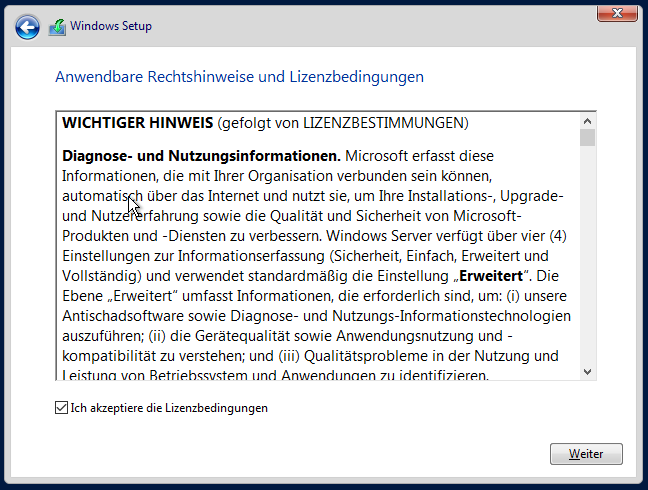 Windows Setup
Anwendbare Rechtshinweise und Lizenzbedingungen
WICHTIGER HINWEIS (gefolgt von LIZENZBESTIMMUNGEN)
Diagnose- und Nutzungsinformationen. Microsoft erfasst diese
Informationen, die mit Ihrer Organisation verbunden sein können,
automatisch über das Internet und nutzt sie, um Ihre Installations-, Upgrade-
und Nutzererfahrung sowie die Qualität und Sicherheit von Microsoft-
Produkten und -Diensten zu verbessern. Windows Server verfügt über vier (4)
Einstellungen zur Informationserfassung (Sicherheit, Einfach, Erweitert und
Vollständig) und verwendet standardmäßig die Einstellung „Erweitert“. Die
Ebene „Erweitert“ umfasst Informationen, die erforderlich sind, um: (i) unsere
Antischadsoftware sowie Diagnose- und Nutzungs-Informationstechnologien
auszuführen; (ii) die Gerätequalität sowie Anwendungsnutzung und -
kompatibilität zu verstehen; und (iii) Qualitätsprobleme in der Nutzung und
Leistung von Betriebssystem und Anwendungen zu identifizieren.
Ich akzeptiere die Lizenzbedingungen
Weiter